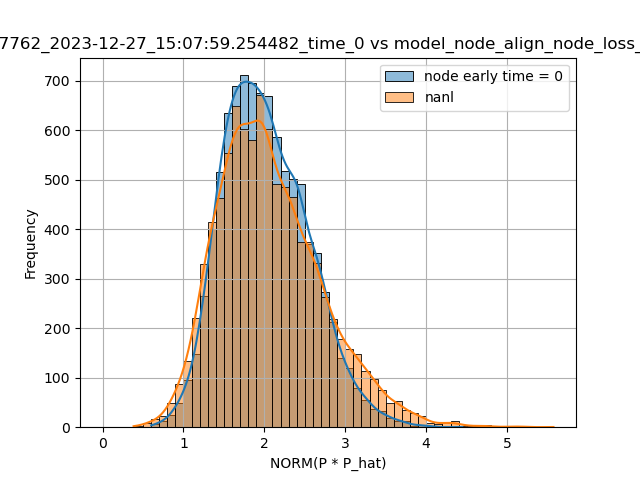 7762_2023-12-27_15:07:59.254482_time_0 vs model_node_align_node_loss_
node early time = 0
nanl
700
600
500
400
300
200
100
0
Frequency
0 1 2 3 4 5
NORM(P * P_hat)